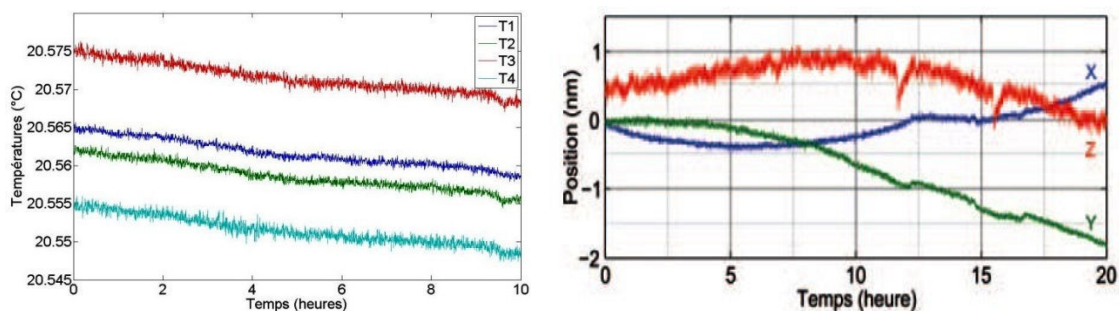 20.575
20.57
20.565
20.56
20.555
20.55
20.545
Températures (°C)
0 2 4 6 8 10
Temps (heures)
T1
T2
T3
T4
1
0
−1
−2
Position (nm)
X
Z
Y
0 5 10 15 20
Temps (heure)